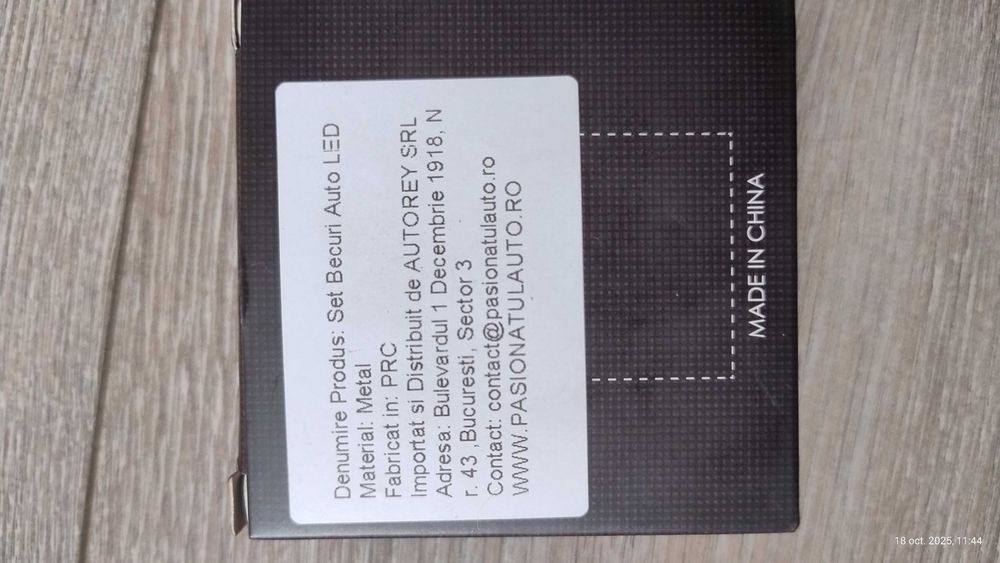 Denumire Produs: Set Becuri Auto LED
Material: Metal
Fabricat in: PRC
Importat si Distribuit de AUTOREY SRL
Adresa: Bulevardul 1 Decembrie 1918, N
r. 43 ,Bucuresti, Sector 3
Contact: contact@pasionatulauto.ro
WWW.PASIONATULAUTO.RO
MADE IN CHINA
18 oct. 2025, 11:44